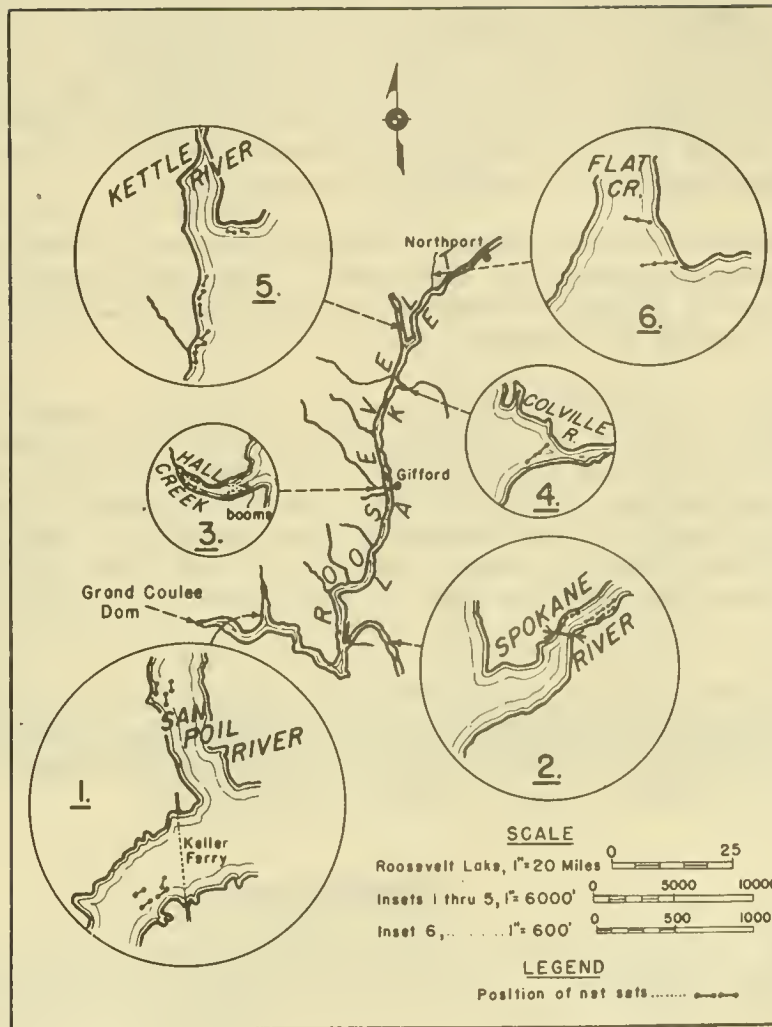 KETTLE
RIVER
5.
FLAT
CR.
6.
Northport
COLVILLE
R.
4.
HALL
CREEK
booms
3.
Gifford
ROOSEVELT
LAKE
Grand Coulee
Dam
SPOKANE
RIVER
2.
SAN
POIL
RIVER
1.
Keller
Ferry
SCALE
0 25
Roosevelt Lake, 1"=20 Miles
0 5000 10000
Insets 1 thru 5, 1"= 6000'
0 500 1000
Inset 6,.. .... 1"= 600'
LEGEND
Position of net sets........